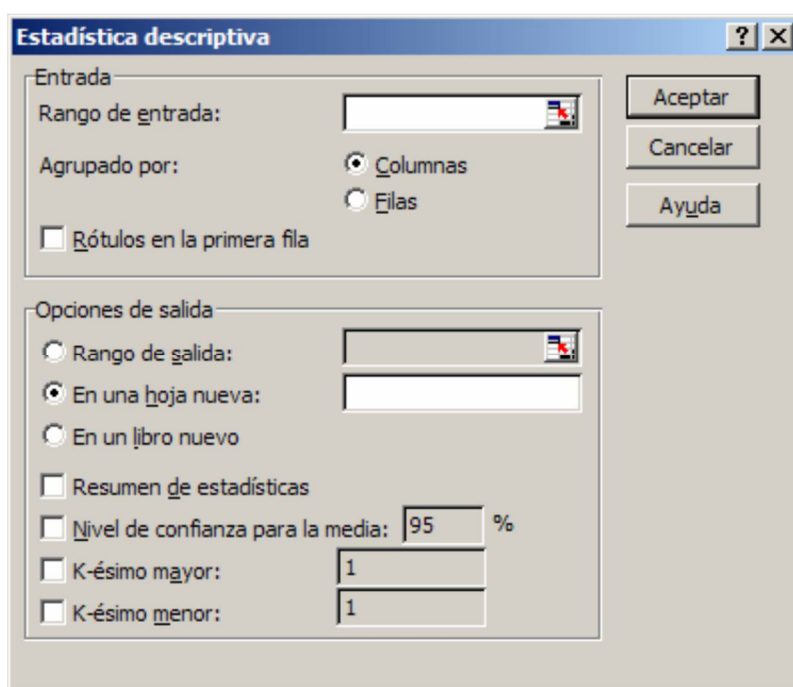 Estadística descriptiva
Entrada
Rango de entrada:
Aceptar
Cancelar
Agrupado por:
Columnas
Filas
Ayuda
Rótulos en la primera fila
Opciones de salida
Rango de salida:
En una hoja nueva:
En un libro nuevo
Resumen de estadísticas
Nivel de confianza para la media: 95 %
K-ésimo mayor: 1
K-ésimo menor: 1